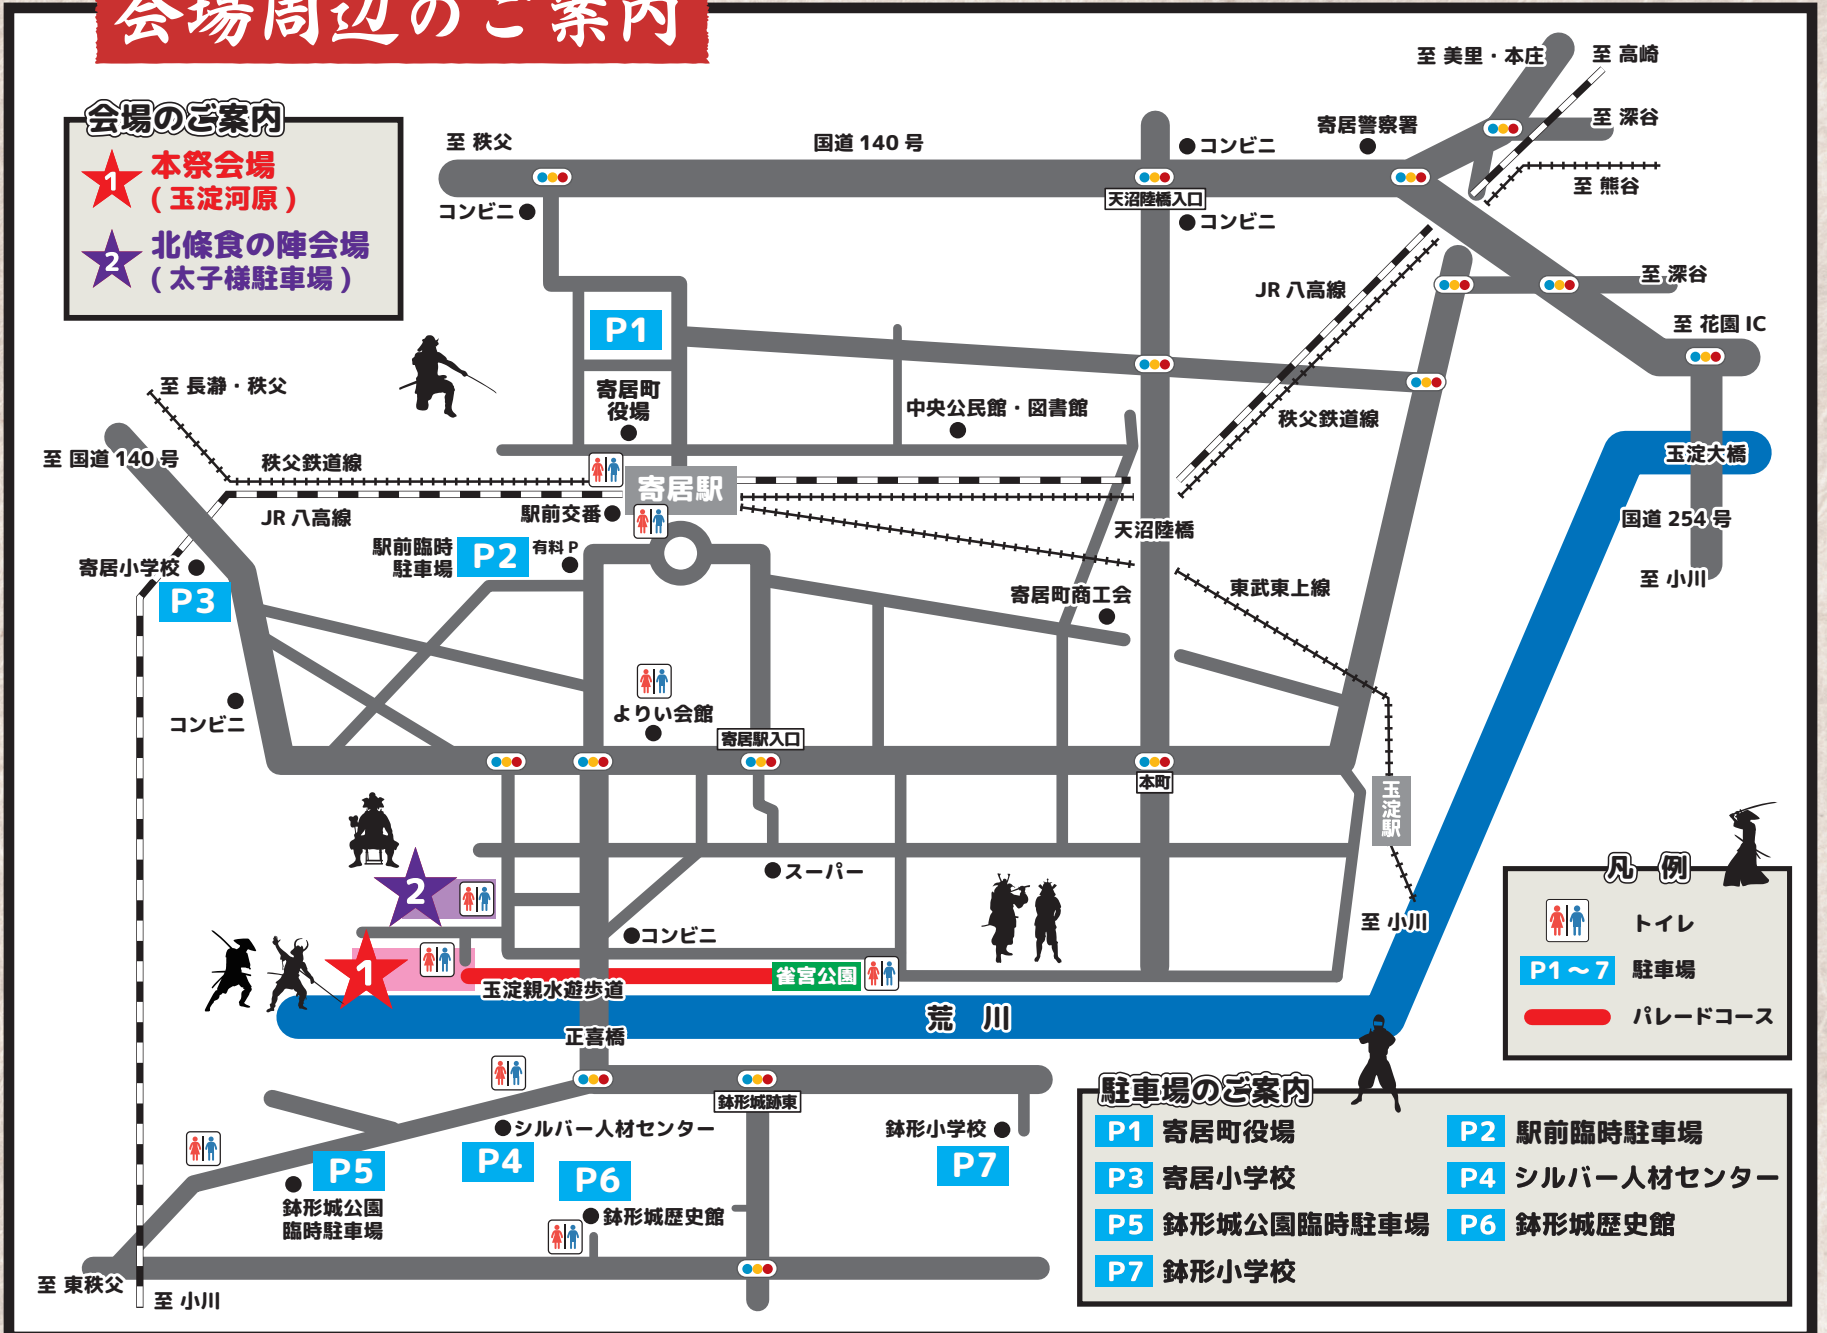 会場周辺のご案内
会場のご案内
1
本祭会場
(玉淀河原)
2
北條食の陣会場
(太子様駐車場)
至 秩父
国道 140 号
コンビニ
コンビニ
天沼陸橋入口
コンビニ
寄居警察署
至 美里・本庄
至 高崎
至 深谷
至 熊谷
JR 八高線
至 深谷
至 花園 IC
P1
寄居町
役場
中央公民館・図書館
秩父鉄道線
至 長瀞・秩父
至 国道 140 号
秩父鉄道線
寄居駅
JR 八高線
駅前交番
天沼陸橋
玉淀大橋
国道 254 号
至 小川
駅前臨時
駐車場
P2
有料 P
寄居小学校
P3
寄居町商工会
東武東上線
コンビニ
よりい会館
寄居駅入口
本町
玉淀駅
スーパー
2
コンビニ
至 小川
1
玉淀親水遊歩道
雀宮公園
荒 川
正喜橋
凡 例
トイレ
P1～7 駐車場
パレードコース
鉢形城跡東
シルバー人材センター
P4
鉢形小学校
P7
P5
鉢形城公園
臨時駐車場
P6
鉢形城歴史館
至 東秩父
至 小川
駐車場のご案内
P1 寄居町役場
P2 駅前臨時駐車場
P3 寄居小学校
P4 シルバー人材センター
P5 鉢形城公園臨時駐車場
P6 鉢形城歴史館
P7 鉢形小学校